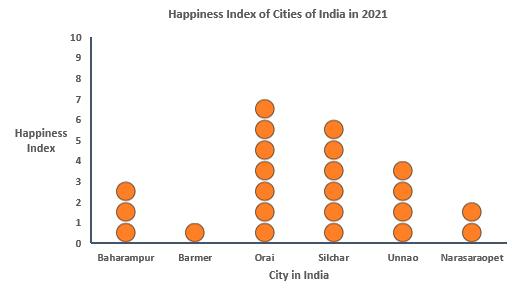 Happiness Index of Cities of India in 2021
10
9
8
7
6
5
4
3
2
1
0
Happiness
Index
Baharampur Barmer Orai Silchar Unnao Narasaraopet
City in India